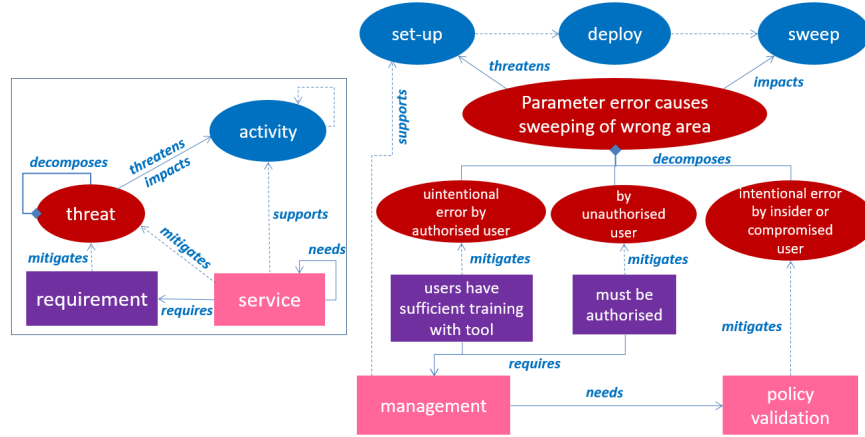 set-up
deploy
sweep
threatens
impacts
Parameter error causes
sweeping of wrong area
supports
decomposes
uintentional
error by
authorised user
by
unauthorised
user
intentional error
by insider or
compromised
user
mitigates
mitigates
users have
sufficient training
with tool
must be
authorised
mitigates
requires
management
needs
policy
validation
activity
decomposes
threatens
impacts
threat
supports
mitigates
mitigates
needs
requirement
service
requires